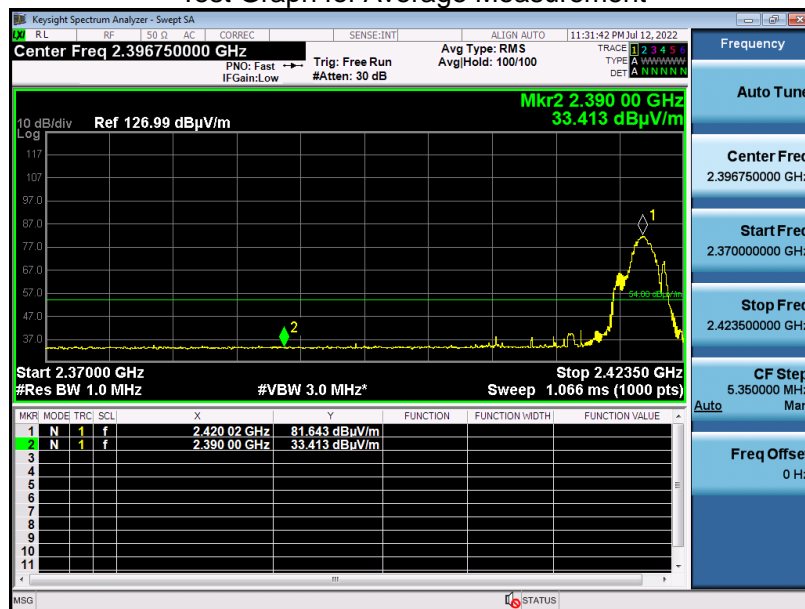 Test Graph for Average Measurement
Keysight Spectrum Analyzer - Swept SA
RL RF 50 Ω AC CORREC SENSE:INT ALIGN AUTO 11:31:42 PM Jul 12, 2022
Center Freq 2.396750000 GHz
PNO: Fast
IFGain:Low
Trig: Free Run
#Atten: 30 dB
Avg Type: RMS
Avg|Hold: 100/100
TRACE 1 2 3 4 5 6
TYPE A WWWWW
DET A N N N N N
Mkr2 2.390 00 GHz
33.413 dBµV/m
10 dB/div Ref 126.99 dBµV/m
Log
117
107
97.0
87.0
77.0
67.0
57.0
47.0
37.0
1
54.00 dBµV/m
2
Start 2.37000 GHz Stop 2.42350 GHz
#Res BW 1.0 MHz #VBW 3.0 MHz* Sweep 1.066 ms (1000 pts)
MKR MODE TRC SCL X Y FUNCTION FUNCTION WIDTH FUNCTION VALUE
1 N 1 f 2.420 02 GHz 81.643 dBµV/m
2 N 1 f 2.390 00 GHz 33.413 dBµV/m
3
4
5
6
7
8
9
10
11
MSG STATUS
Frequency
Auto Tune
Center Freq
2.396750000 GHz
Start Freq
2.370000000 GHz
Stop Freq
2.423500000 GHz
CF Step
5.350000 MHz
Auto Man
Freq Offset
0 Hz